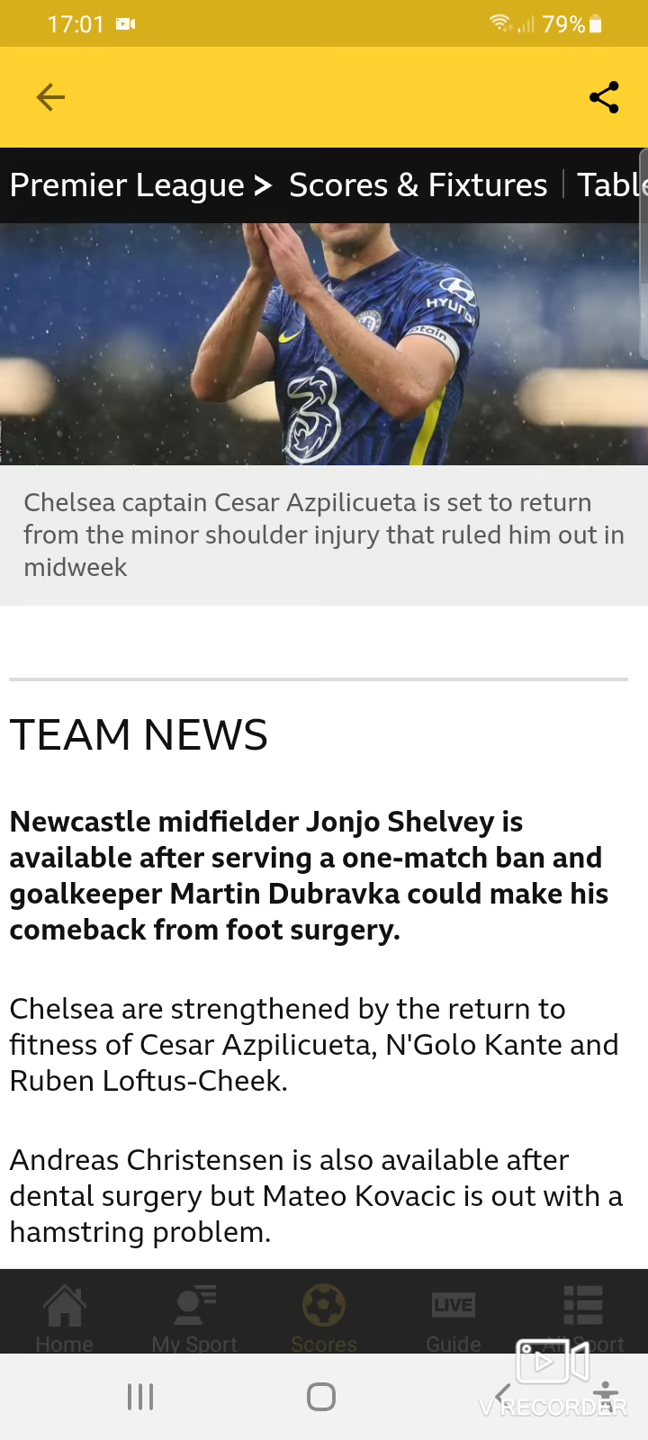 17:01
79%
Premier League > Scores & Fixtures
HYUNDAI
Chelsea captain Cesar Azpilicueta is set to return
from the minor shoulder injury that ruled him out in
midweek
TEAM NEWS
Newcastle midfielder Jonjo Shelvey is
available after serving a one-match ban and
goalkeeper Martin Dubravka could make his
comeback from foot surgery.
Chelsea are strengthened by the return to
fitness of Cesar Azpilicueta, N'Golo Kante and
Ruben Loftus-Cheek.
Andreas Christensen is also available after
dental surgery but Mateo Kovacic is out with a
hamstring problem.
LIVE
Home My Sport Scores Guide All Sport
V RECORDER